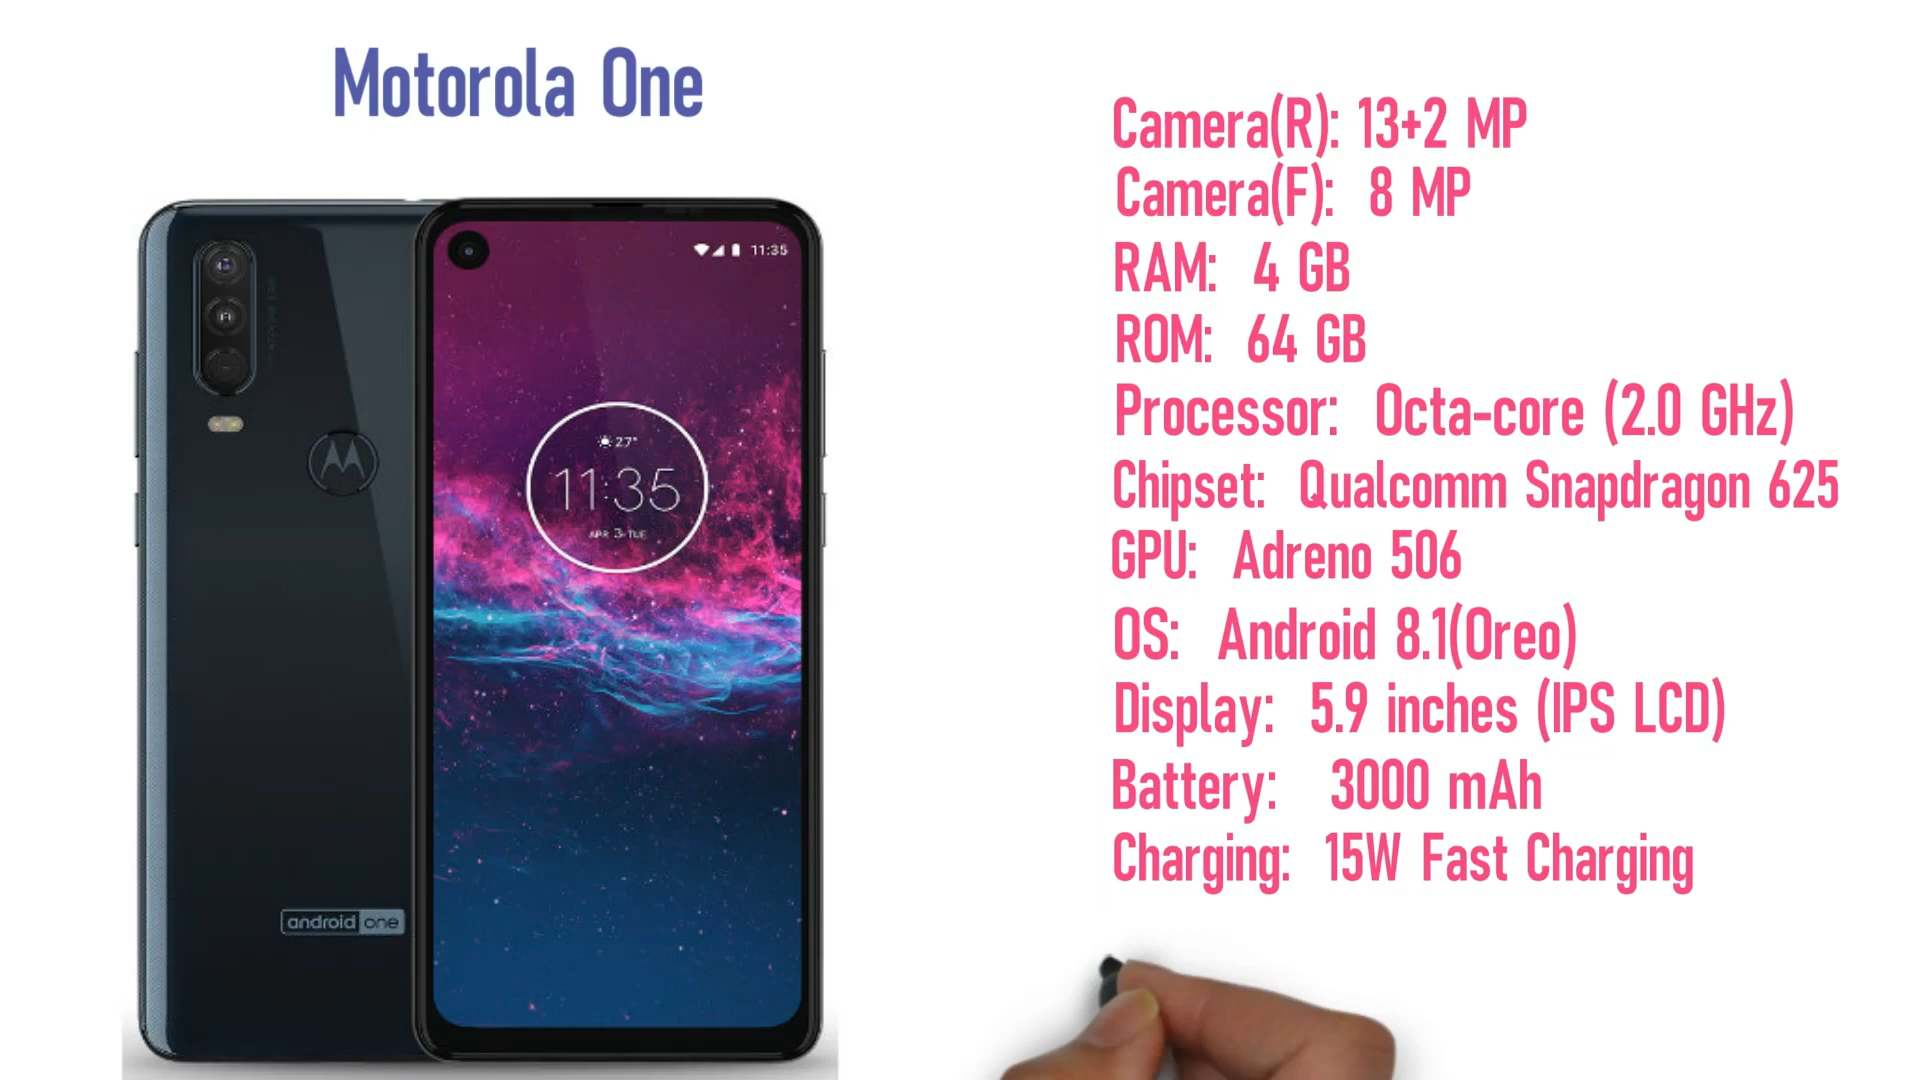 Motorola One
Camera(R): 13+2 MP
Camera(F): 8 MP
RAM: 4 GB
ROM: 64 GB
Processor: Octa-core (2.0 GHz)
Chipset: Qualcomm Snapdragon 625
GPU: Adreno 506
OS: Android 8.1(Oreo)
Display: 5.9 inches (IPS LCD)
Battery: 3000 mAh
Charging: 15W Fast Charging
11:35
27°
11:35
APR 3 TUE
android one